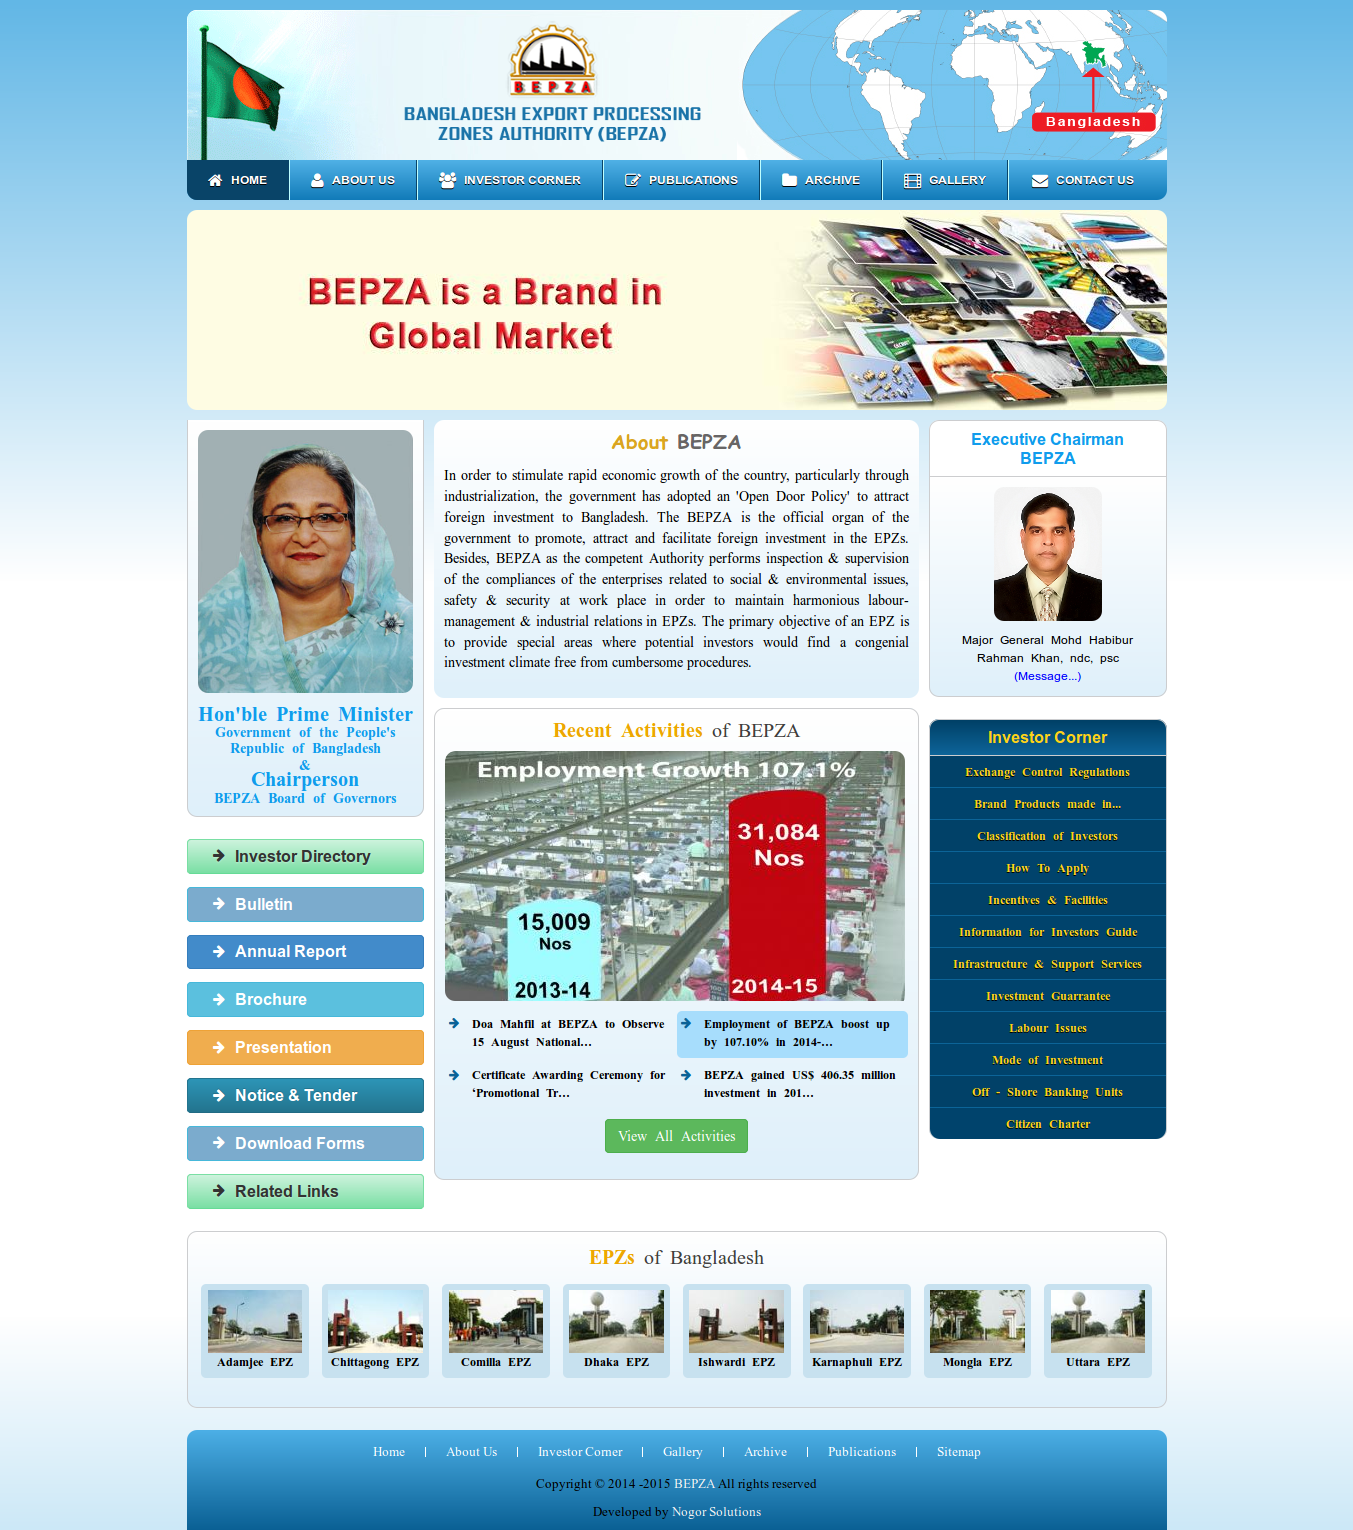 BEPZA
BANGLADESH EXPORT PROCESSING
ZONES AUTHORITY (BEPZA)
Bangladesh
HOME
ABOUT US
INVESTOR CORNER
PUBLICATIONS
ARCHIVE
GALLERY
CONTACT US
BEPZA is a Brand in
Global Market
Hon'ble Prime Minister
Government of the People's
Republic of Bangladesh
&
Chairperson
BEPZA Board of Governors
Investor Directory
Bulletin
Annual Report
Brochure
Presentation
Notice & Tender
Download Forms
Related Links
About BEPZA
In order to stimulate rapid economic growth of the country, particularly through
industrialization, the government has adopted an 'Open Door Policy' to attract
foreign investment to Bangladesh. The BEPZA is the official organ of the
government to promote, attract and facilitate foreign investment in the EPZs.
Besides, BEPZA as the competent Authority performs inspection & supervision
of the compliances of the enterprises related to social & environmental issues,
safety & security at work place in order to maintain harmonious labour-
management & industrial relations in EPZs. The primary objective of an EPZ is
to provide special areas where potential investors would find a congenial
investment climate free from cumbersome procedures.
Recent Activities of BEPZA
Employment Growth 107.1%
31,084
Nos
15,009
Nos
2013-14
2014-15
Doa Mahfil at BEPZA to Observe
15 August National...
Employment of BEPZA boost up
by 107.10% in 2014-...
Certificate Awarding Ceremony for
‘Promotional Tr...
BEPZA gained US$ 406.35 million
investment in 201...
View All Activities
Executive Chairman
BEPZA
Major General Mohd Habibur
Rahman Khan, ndc, psc
(Message...)
Investor Corner
Exchange Control Regulations
Brand Products made in...
Classification of Investors
How To Apply
Incentives & Facilities
Information for Investors Guide
Infrastructure & Support Services
Investment Guarrantee
Labour Issues
Mode of Investment
Off - Shore Banking Units
Citizen Charter
EPZs of Bangladesh
Adamjee EPZ
Chittagong EPZ
Comilla EPZ
Dhaka EPZ
Ishwardi EPZ
Karnaphuli EPZ
Mongla EPZ
Uttara EPZ
Home | About Us | Investor Corner | Gallery | Archive | Publications | Sitemap
Copyright © 2014 -2015 BEPZA All rights reserved
Developed by Nogor Solutions